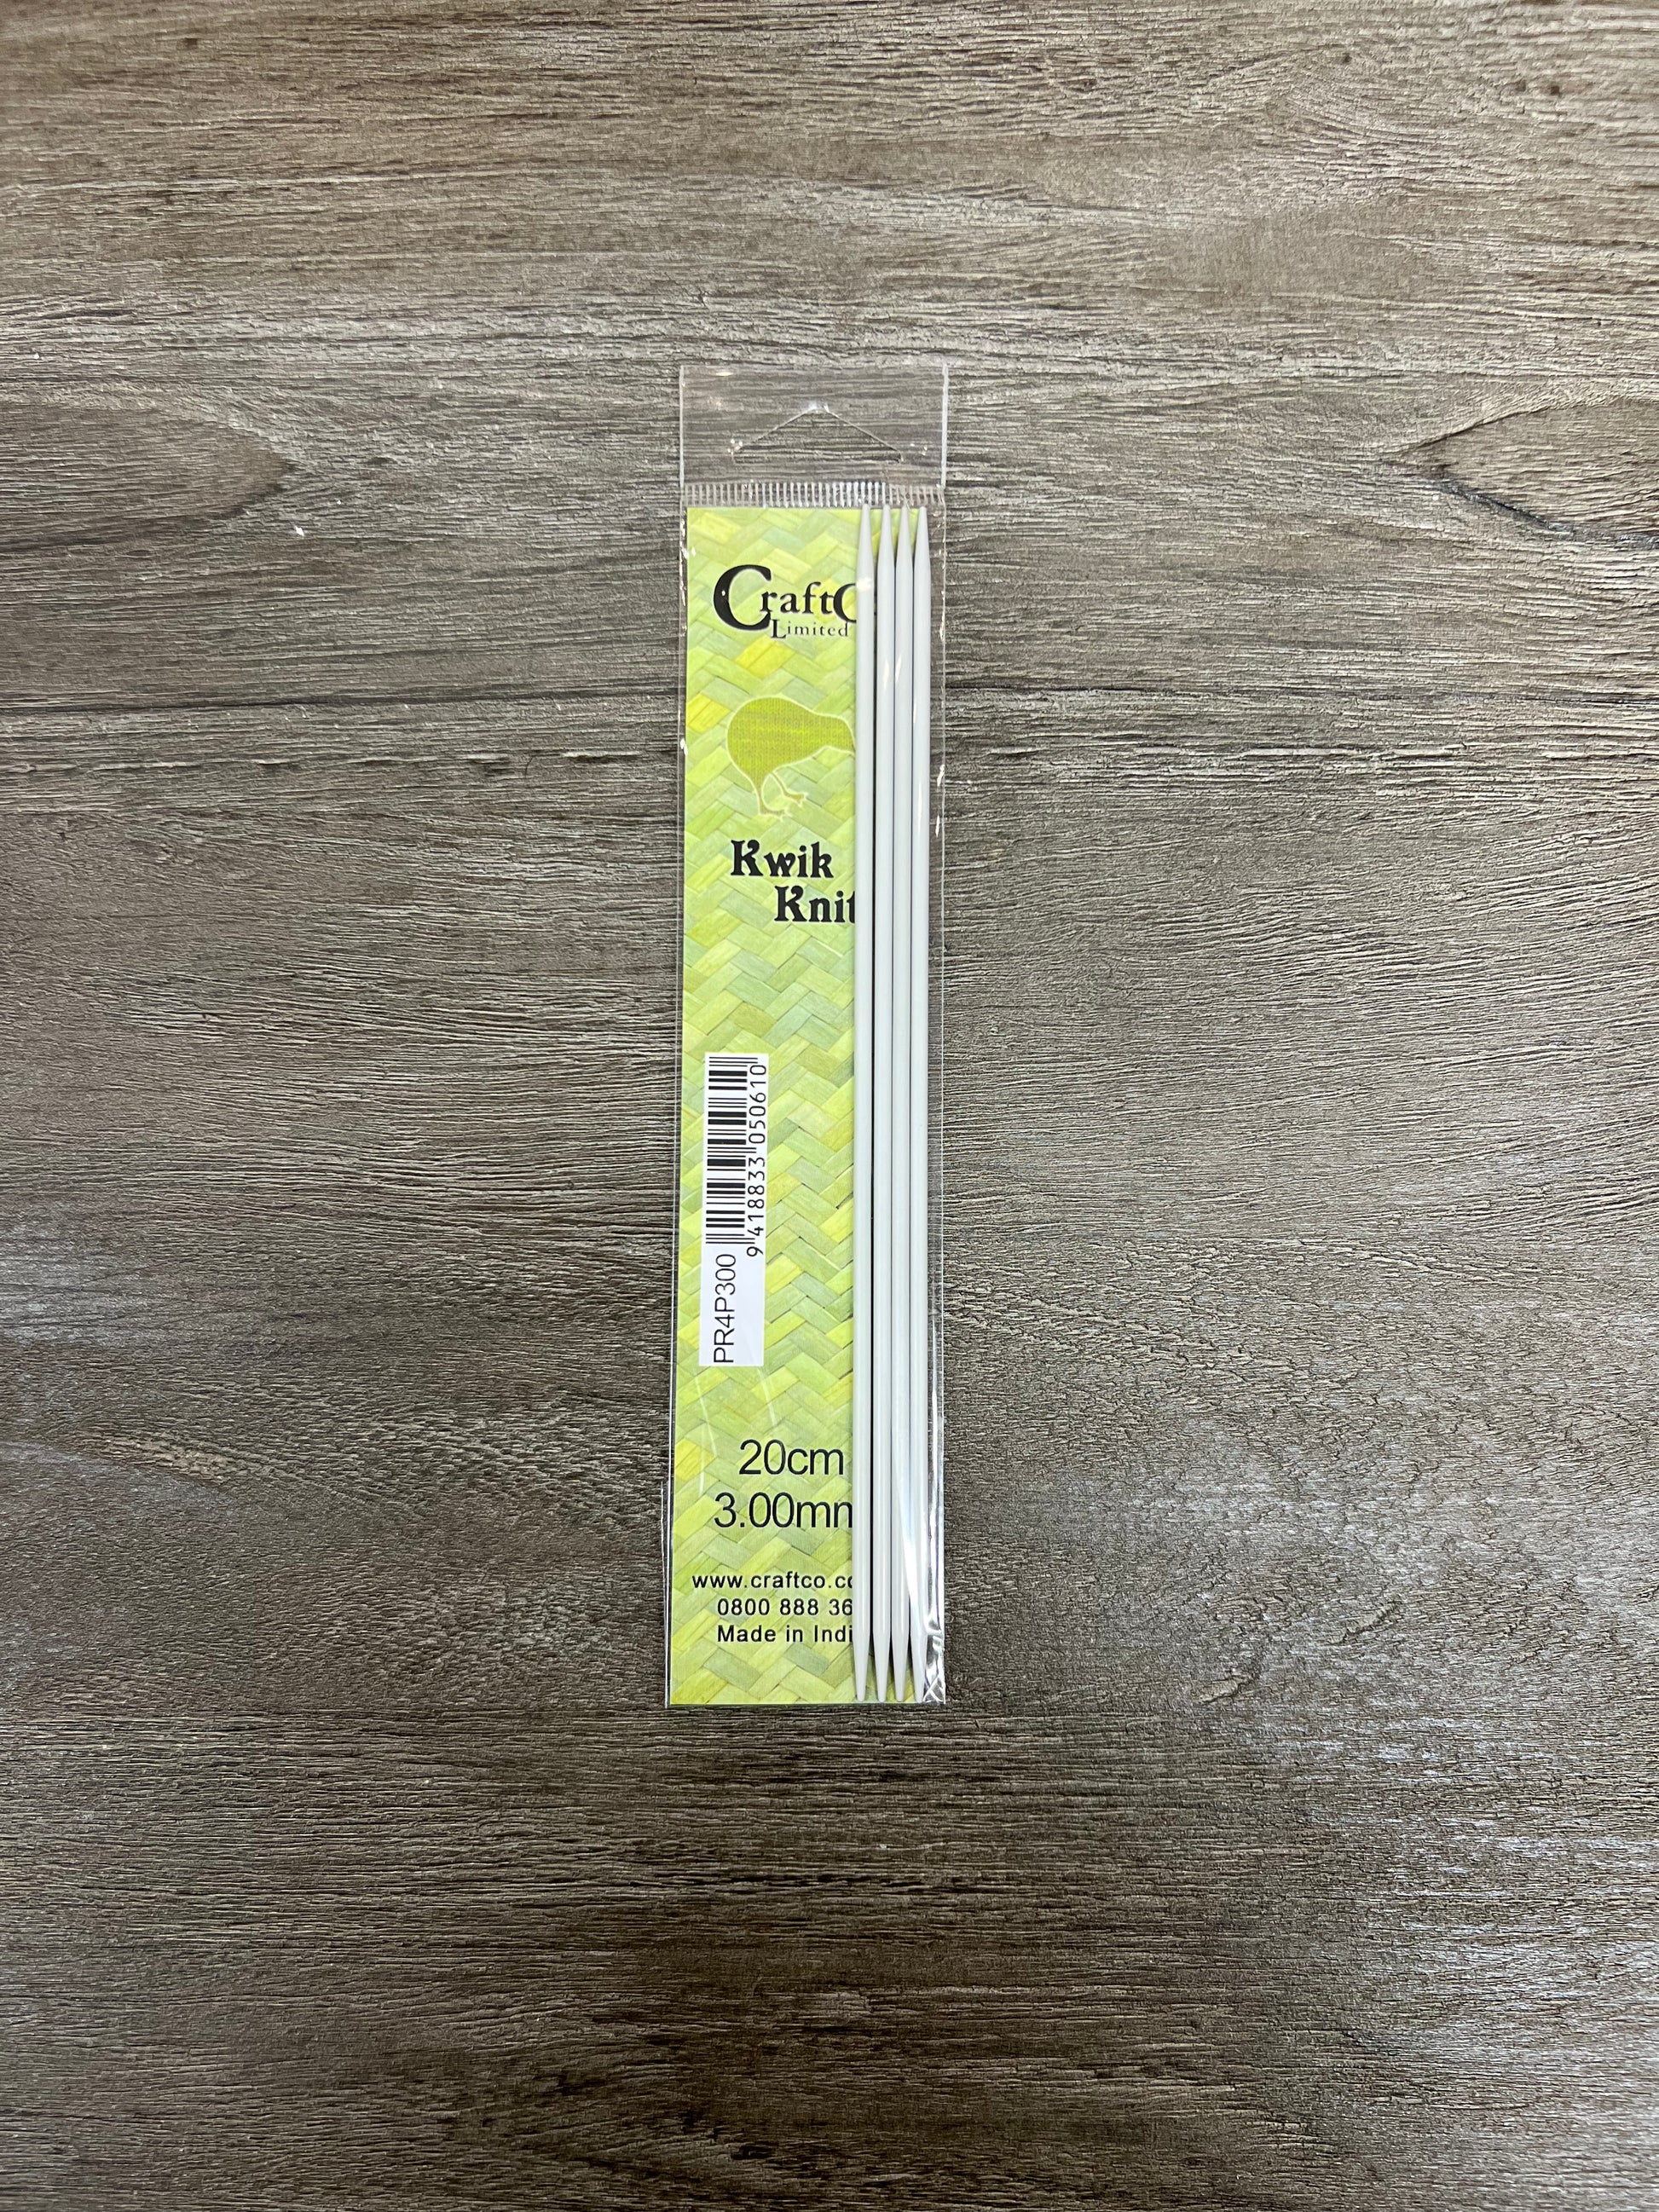 CraftC
Limited
Kwik
Knit
9 418833 050610
PR4P300
20cm
3.00mm
www.craftco.co
0800 888 36
Made in Indi